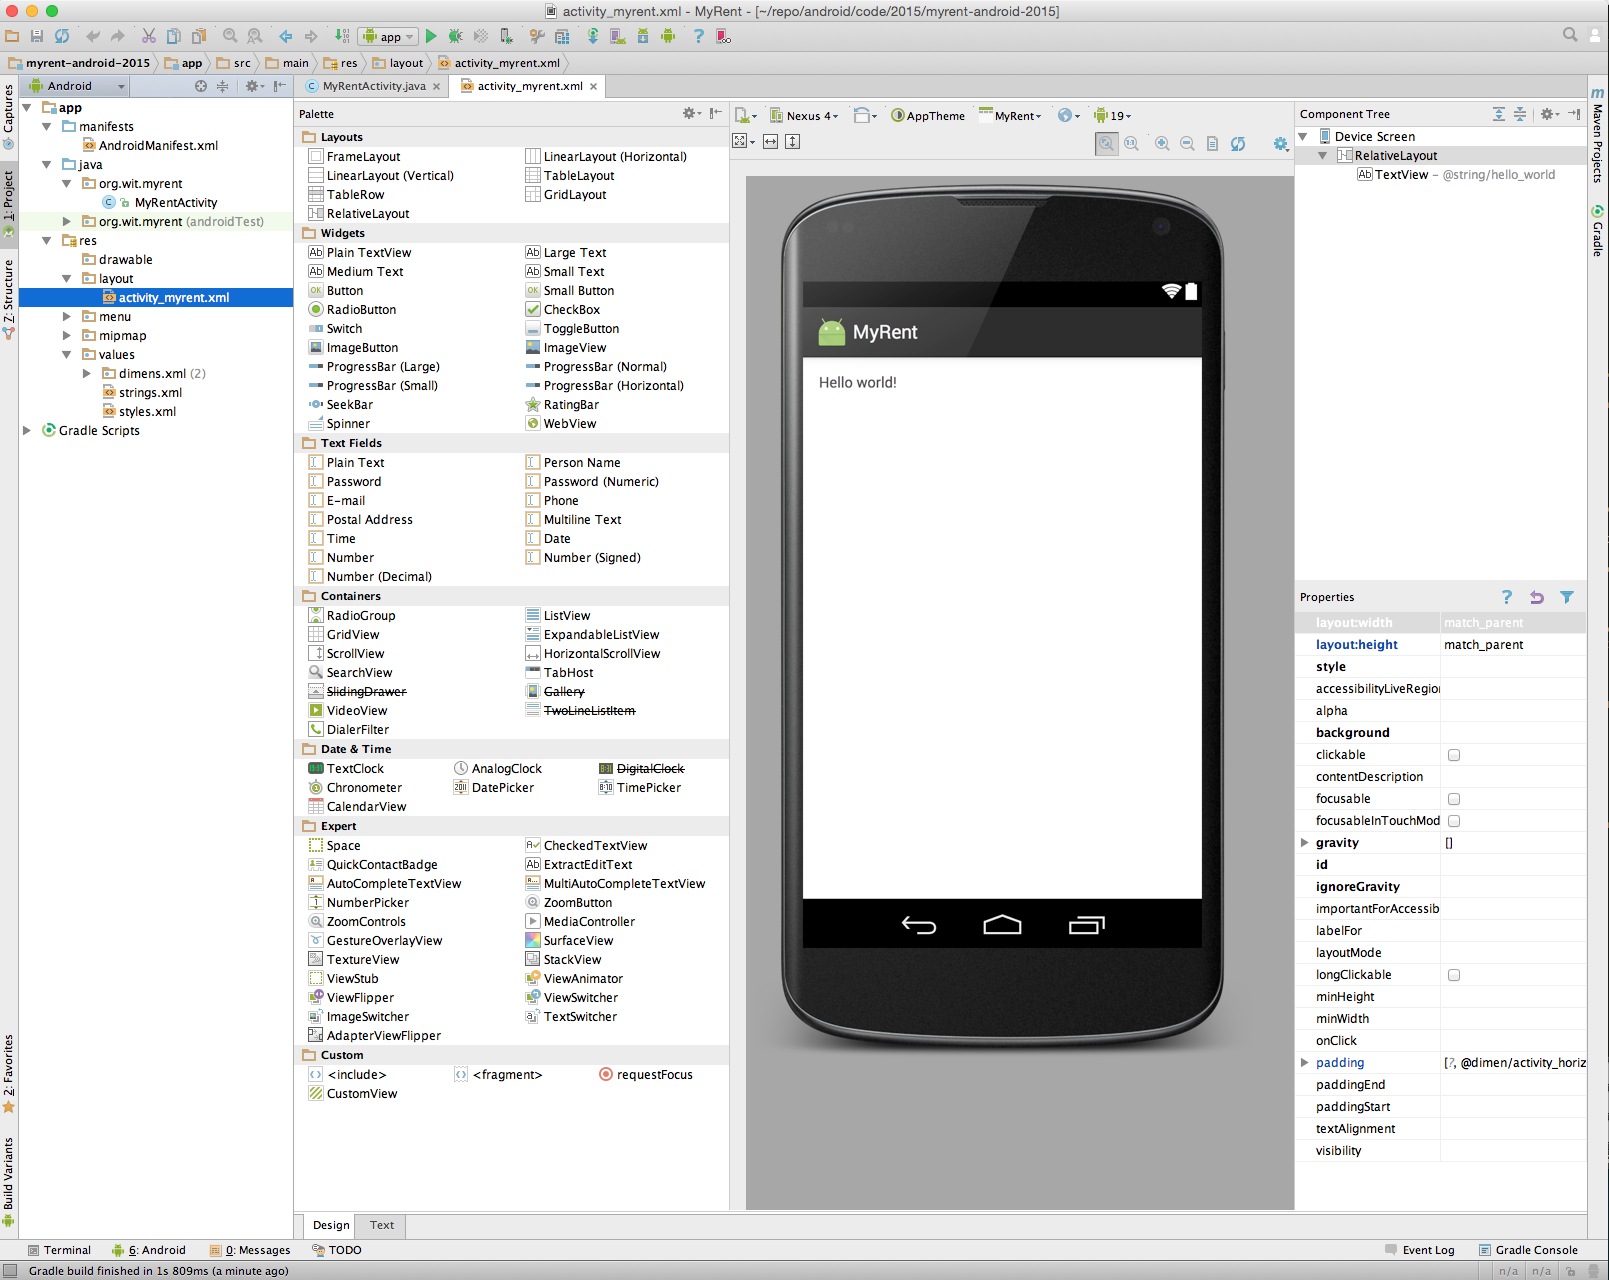 activity_myrent.xml - MyRent - [~/repo/android/code/2015/myrent-android-2015]
app
myrent-android-2015 app src main res layout activity_myrent.xml
Android
MyRentActivity.java
activity_myrent.xml
Captures
1: Project
7: Structure
2: Favorites
Build Variants
app
manifests
AndroidManifest.xml
java
org.wit.myrent
MyRentActivity
org.wit.myrent (androidTest)
res
drawable
layout
activity_myrent.xml
menu
mipmap
values
dimens.xml (2)
strings.xml
styles.xml
Gradle Scripts
Palette
Layouts
FrameLayout LinearLayout (Horizontal)
LinearLayout (Vertical) TableLayout
TableRow GridLayout
RelativeLayout
Widgets
Plain TextView Large Text
Medium Text Small Text
Button Small Button
RadioButton CheckBox
Switch ToggleButton
ImageButton ImageView
ProgressBar (Large) ProgressBar (Normal)
ProgressBar (Small) ProgressBar (Horizontal)
SeekBar RatingBar
Spinner WebView
Text Fields
Plain Text Person Name
Password Password (Numeric)
E-mail Phone
Postal Address Multiline Text
Time Date
Number Number (Signed)
Number (Decimal)
Containers
RadioGroup ListView
GridView ExpandableListView
ScrollView HorizontalScrollView
SearchView TabHost
SlidingDrawer Gallery
VideoView TwoLineListItem
DialerFilter
Date & Time
TextClock AnalogClock DigitalClock
Chronometer DatePicker TimePicker
CalendarView
Expert
Space CheckedTextView
QuickContactBadge ExtractEditText
AutoCompleteTextView MultiAutoCompleteTextView
NumberPicker ZoomButton
ZoomControls MediaController
GestureOverlayView SurfaceView
TextureView StackView
ViewStub ViewAnimator
ViewFlipper ViewSwitcher
ImageSwitcher TextSwitcher
AdapterViewFlipper
Custom
<include> <fragment> requestFocus
CustomView
Nexus 4 AppTheme MyRent 19
MyRent
Hello world!
Component Tree
Device Screen
RelativeLayout
TextView – @string/hello_world
Maven Projects
Gradle
Properties
layout:width match_parent
layout:height match_parent
style
accessibilityLiveRegio
alpha
background
clickable
contentDescription
focusable
focusableInTouchMod
gravity []
id
ignoreGravity
importantForAccessib
labelFor
layoutMode
longClickable
minHeight
minWidth
onClick
padding [?, @dimen/activity_horiz
paddingEnd
paddingStart
textAlignment
visibility
Design Text
Terminal 6: Android 0: Messages TODO Event Log Gradle Console
Gradle build finished in 1s 809ms (a minute ago) n/a n/a